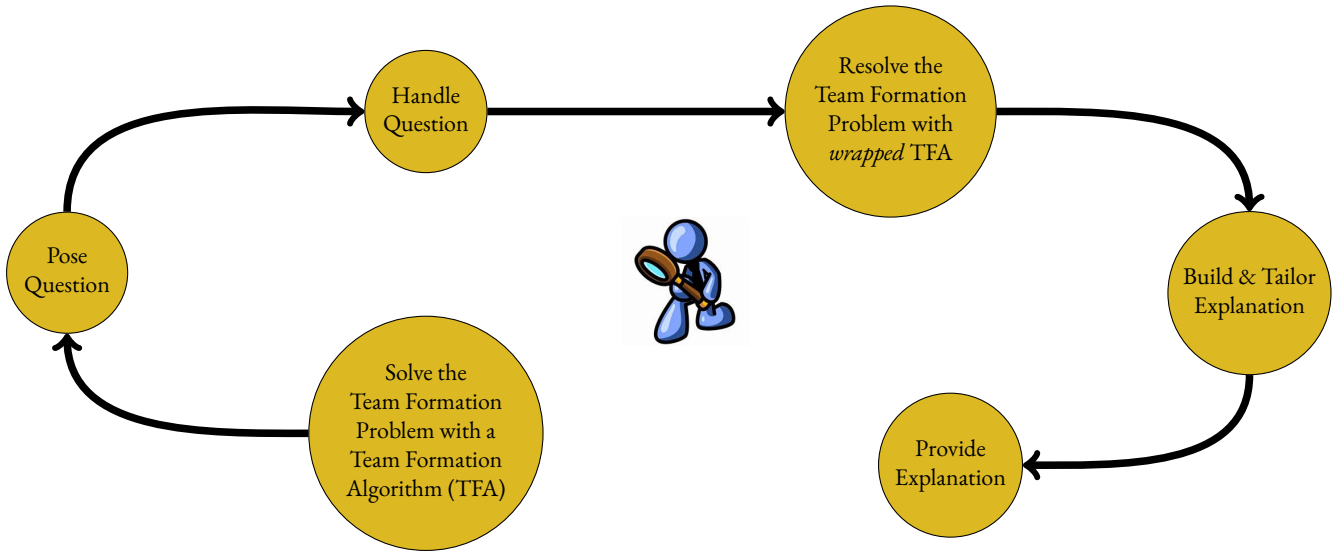 Solve the
Team Formation
Problem with a
Team Formation
Algorithm (TFA)
Pose
Question
Handle
Question
Resolve the
Team Formation
Problem with
wrapped TFA
Build & Tailor
Explanation
Provide
Explanation